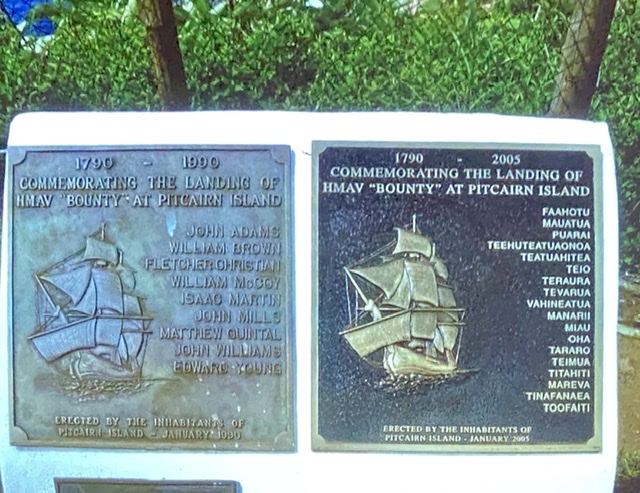 1790 - 1990
COMMEMORATING THE LANDING OF
HMAV "BOUNTY" AT PITCAIRN ISLAND
JOHN ADAMS
WILLIAM BROWN
FLETCHER CHRISTIAN
WILLIAM McCOY
ISAAC MARTIN
JOHN MILLS
MATTHEW QUINTAL
JOHN WILLIAMS
EDWARD YOUNG
ERECTED BY THE INHABITANTS OF
PITCAIRN ISLAND - JANUARY 1990
1790 - 2005
COMMEMORATING THE LANDING OF
HMAV "BOUNTY" AT PITCAIRN ISLAND
FAAHOTU
MAUATUA
PUARAI
TEEHUTEATUAONOA
TEATUAHITEA
TEIO
TERAURA
TEVARUA
VAHINEATUA
MANARII
MIAU
OHA
TARARO
TEIMUA
TITAHITI
MAREVA
TINAFANAEA
TOOFAITI
ERECTED BY THE INHABITANTS OF
PITCAIRN ISLAND - JANUARY 2005